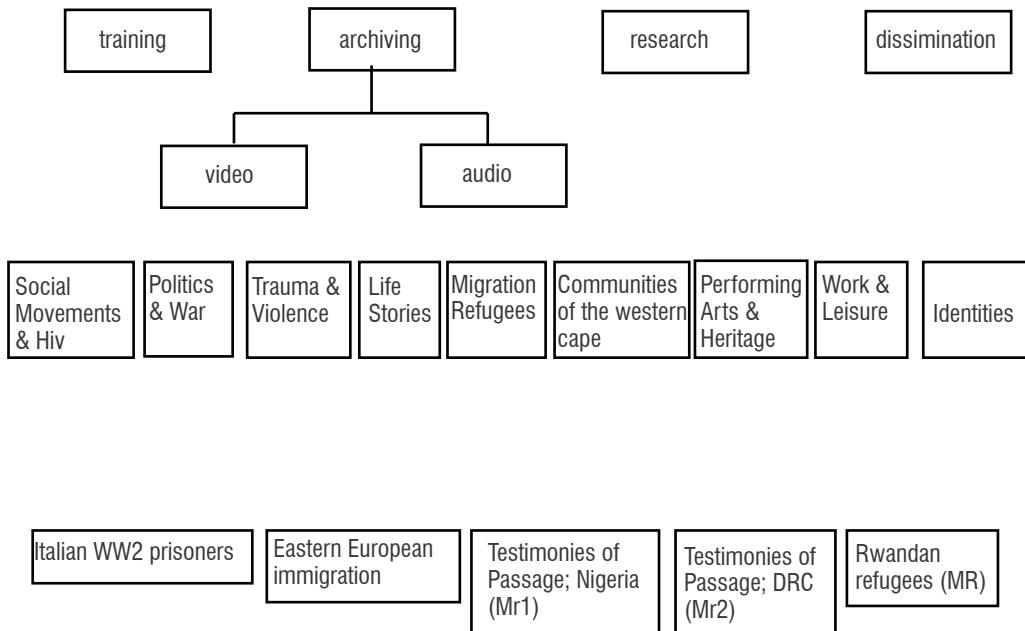 training
archiving
research
dissimination
video
audio
Social
Movements
& Hiv
Politics
& War
Trauma &
Violence
Life
Stories
Migration
Refugees
Communities
of the western
cape
Performing
Arts &
Heritage
Work &
Leisure
Identities
Italian WW2 prisoners
Eastern European
immigration
Testimonies of
Passage; Nigeria
(Mr1)
Testimonies of
Passage; DRC
(Mr2)
Rwandan
refugees (MR)